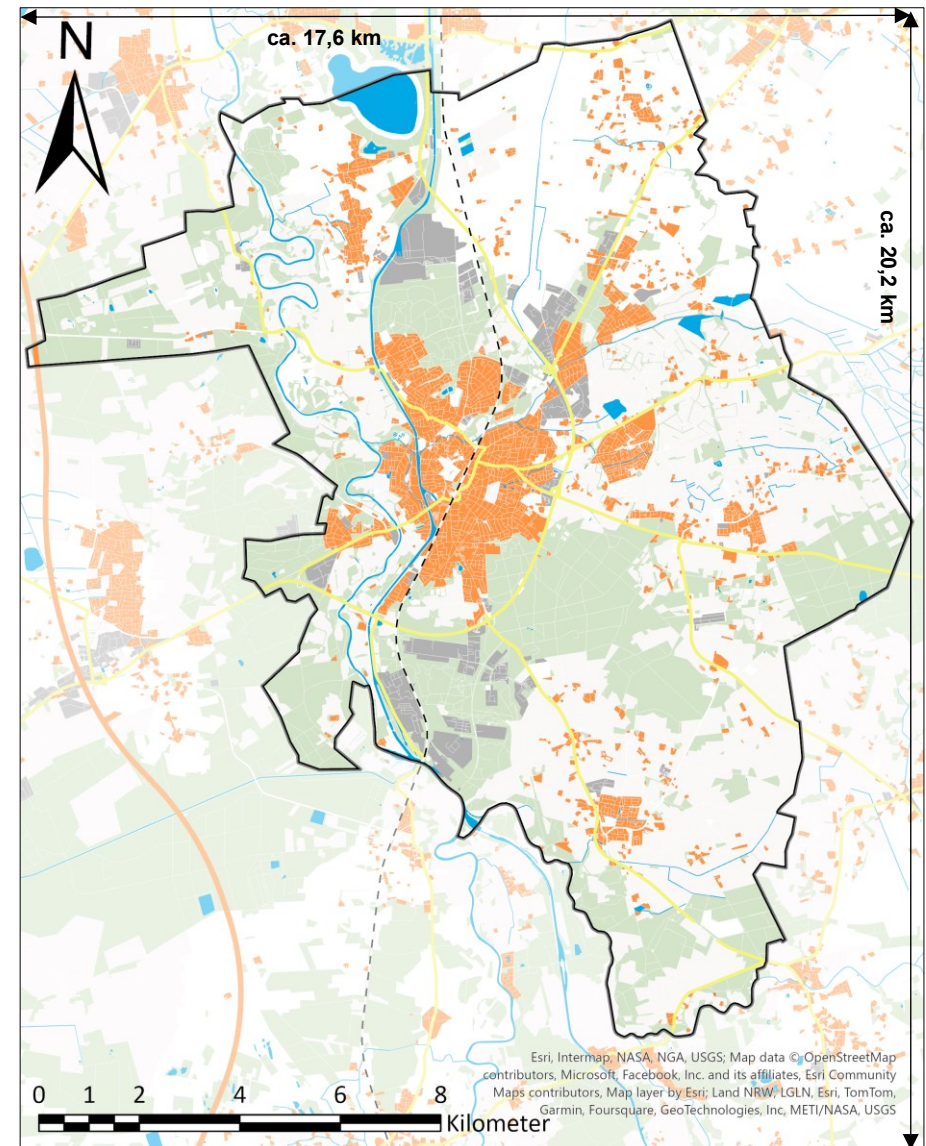 ca. 17,6 km
N
ca. 20,2 km
Esri, Intermap, NASA, NGA, USGS; Map data © OpenStreetMap
contributors, Microsoft, Facebook, Inc. and its affiliates, Esri Community
Maps contributors, Map layer by Esri; Land NRW, LGLN, Esri, TomTom,
Garmin, Foursquare, GeoTechnologies, Inc, METI/NASA, USGS
0 1 2 4 6 8
Kilometer